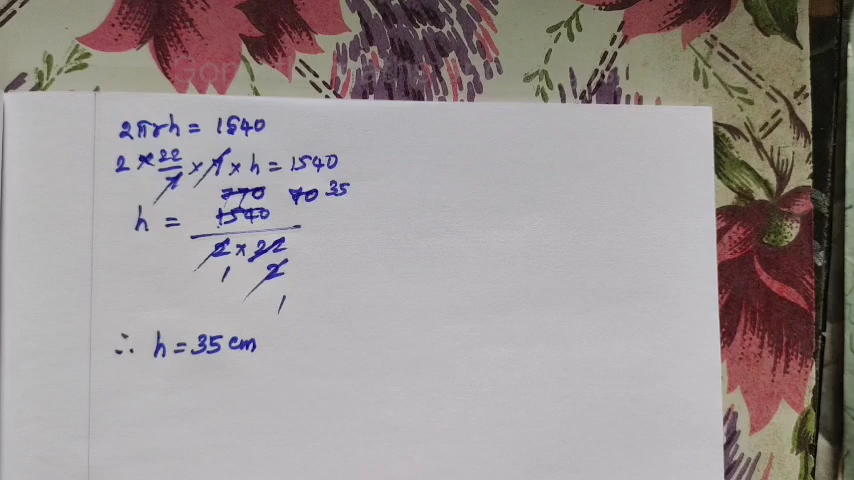 2πrh = 1540
2 × 22/7 × 7 × h = 1540
770 70 35
h = 1540
2 × 22
1 2
1
∴ h = 35 cm